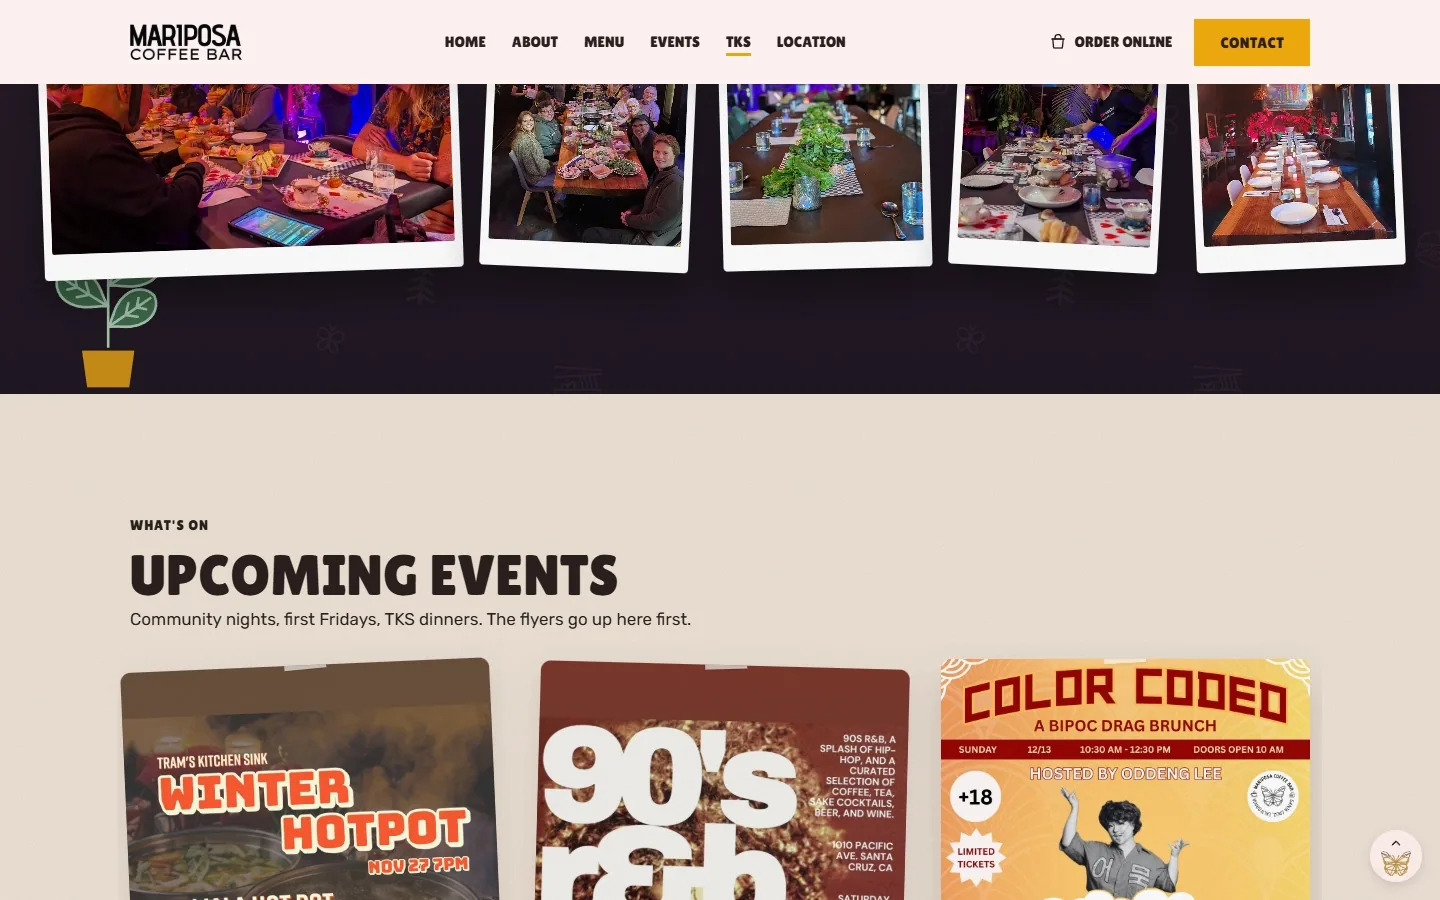 MARIPOSA
COFFEE BAR
HOME
ABOUT
MENU
EVENTS
TKS
LOCATION
ORDER ONLINE
CONTACT
WHAT'S ON
UPCOMING EVENTS
Community nights, first Fridays, TKS dinners. The flyers go up here first.
TRAM'S KITCHEN SINK
WINTER
HOTPOT
NOV 27 7PM
90's
r&b
90S R&B, A
SPLASH OF HIP-
HOP, AND A
CURATED
SELECTION OF
COFFEE, TEA,
SAKE COCKTAILS,
BEER, AND WINE.
1010 PACIFIC
AVE. SANTA
CRUZ, CA
SATURDAY,
COLOR CODED
A BIPOC DRAG BRUNCH
SUNDAY 12/13 10:30 AM - 12:30 PM DOORS OPEN 10 AM
HOSTED BY ODDENG LEE
+18
LIMITED
TICKETS